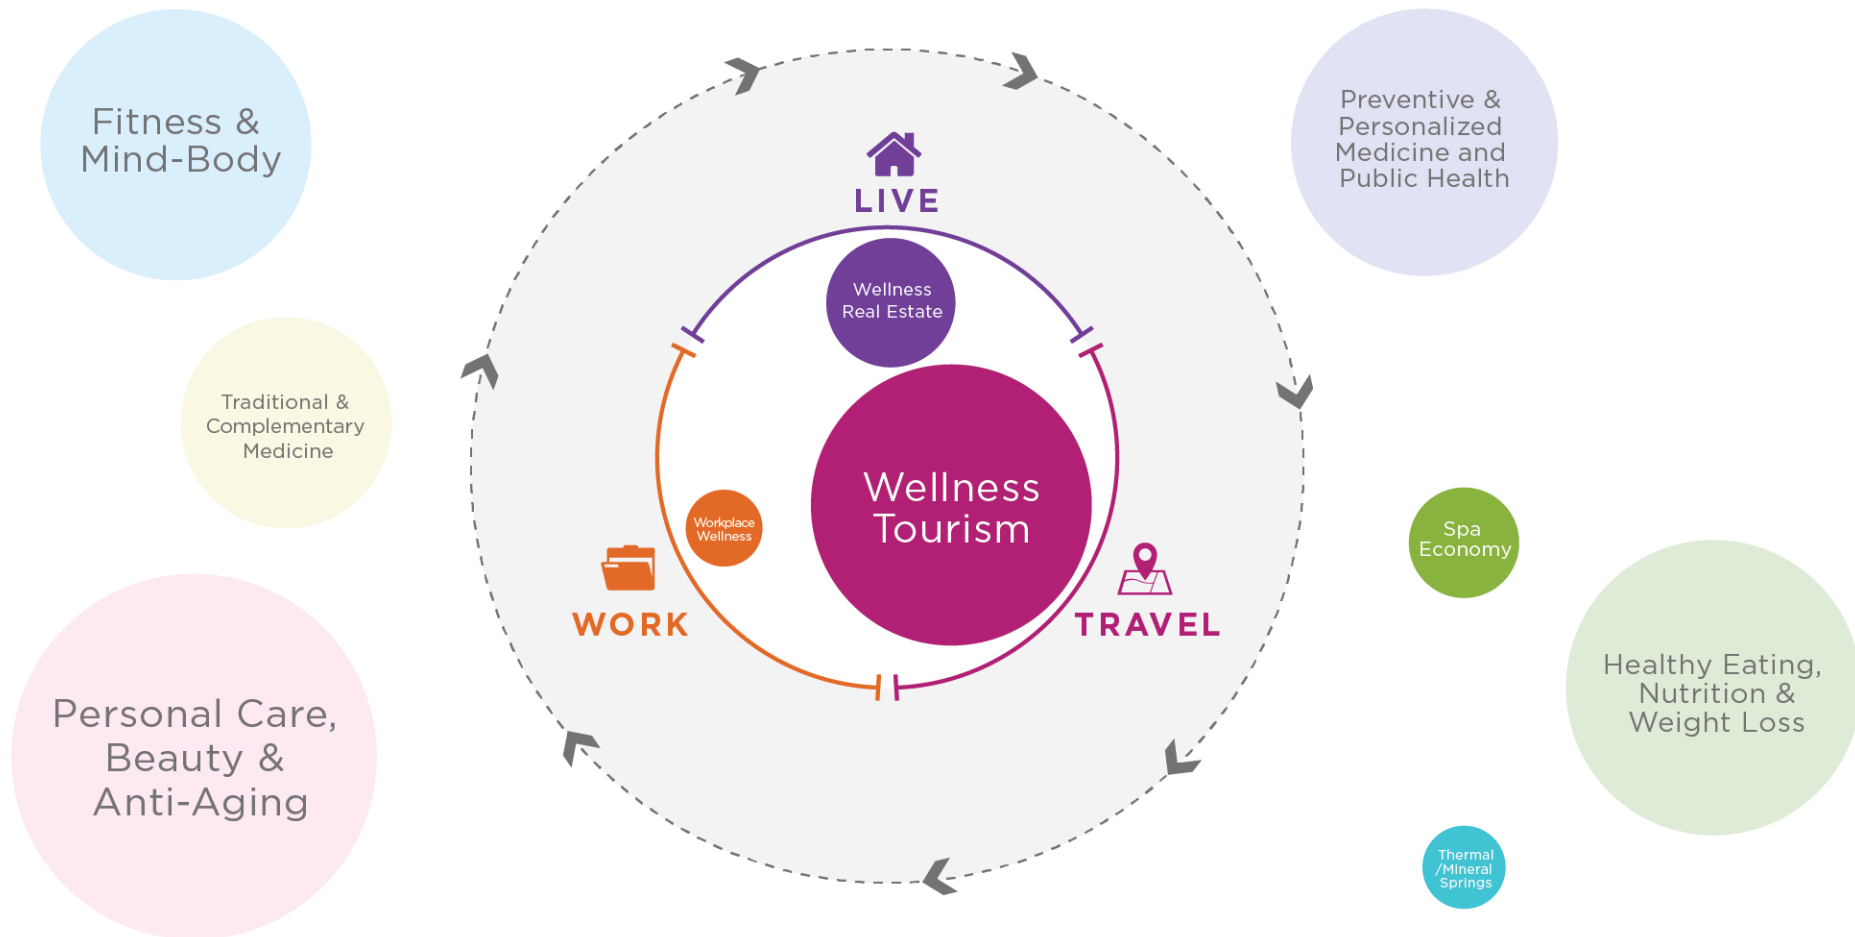 Fitness &
Mind-Body
Preventive &
Personalized
Medicine and
Public Health
LIVE
Wellness
Real Estate
Traditional &
Complementary
Medicine
Wellness
Tourism
Workplace
Wellness
Spa
Economy
WORK
TRAVEL
Healthy Eating,
Nutrition &
Weight Loss
Personal Care,
Beauty &
Anti-Aging
Thermal
/Mineral
Springs